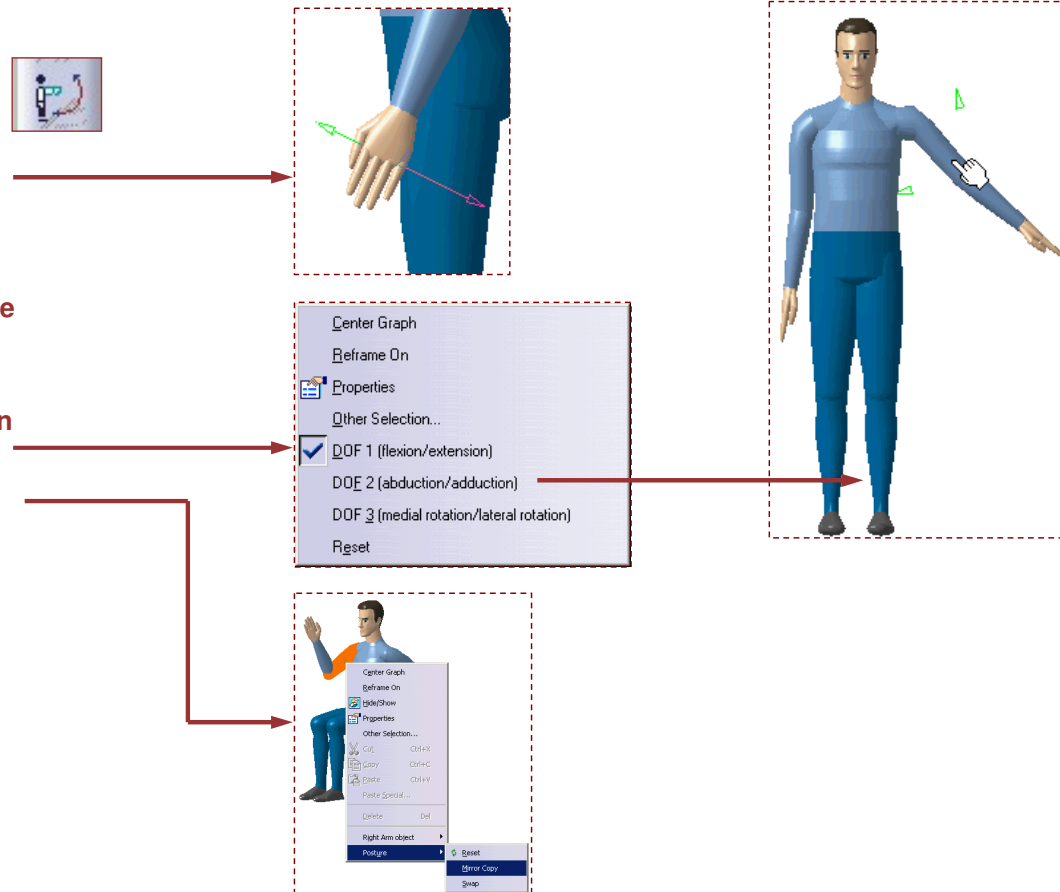 e
n
Center Graph
Reframe On
Properties
Other Selection...
DOF 1 (flexion/extension)
DOF 2 (abduction/adduction)
DOF 3 (medial rotation/lateral rotation)
Reset
Center Graph
Reframe On
Hide/Show
Properties
Other Selection...
Cut Ctrl+X
Copy Ctrl+C
Paste Ctrl+V
Paste Special...
Delete Del
Right Arm object
Posture
Reset
Mirror Copy
Swap